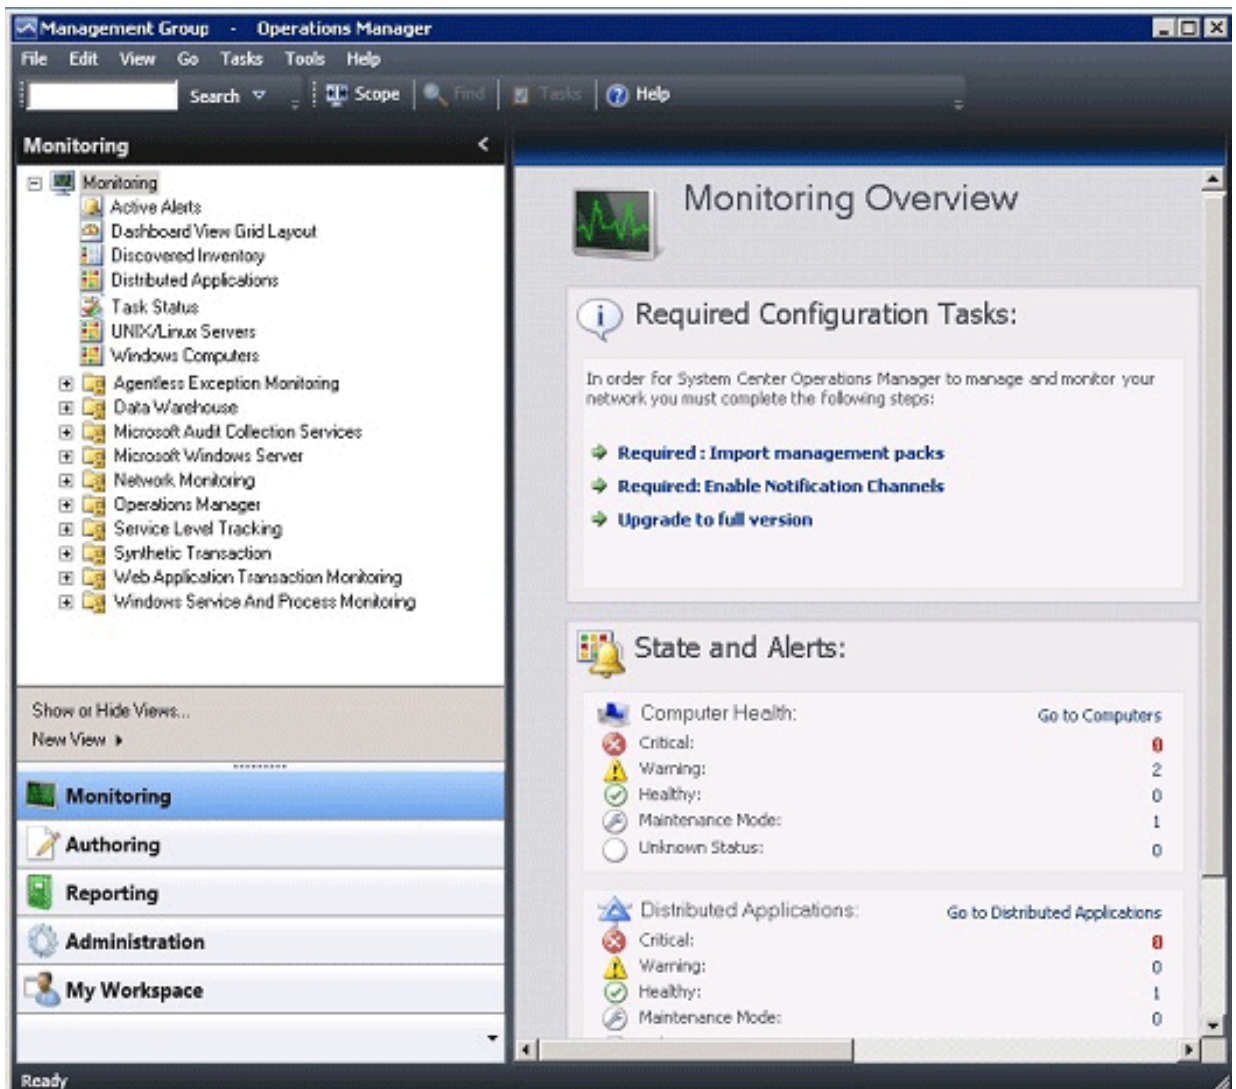 Management Group - Operations Manager
File Edit View Go Tasks Tools Help
Search Scope Find Tasks Help
Monitoring
Monitoring
Active Alerts
Dashboard View Grid Layout
Discovered Inventory
Distributed Applications
Task Status
UNIX/Linux Servers
Windows Computers
Agentless Exception Monitoring
Data Warehouse
Microsoft Audit Collection Services
Microsoft Windows Server
Network Monitoring
Operations Manager
Service Level Tracking
Synthetic Transaction
Web Application Transaction Monitoring
Windows Service And Process Monitoring
Show or Hide Views...
New View
Monitoring
Authoring
Reporting
Administration
My Workspace
Ready
Monitoring Overview
Required Configuration Tasks:
In order for System Center Operations Manager to manage and monitor your
network you must complete the following steps:
Required : Import management packs
Required: Enable Notification Channels
Upgrade to full version
State and Alerts:
Computer Health: Go to Computers
Critical:
Warning: 2
Healthy: 0
Maintenance Mode: 1
Unknown Status: 0
Distributed Applications: Go to Distributed Applications
Critical:
Warning: 0
Healthy: 1
Maintenance Mode: 0